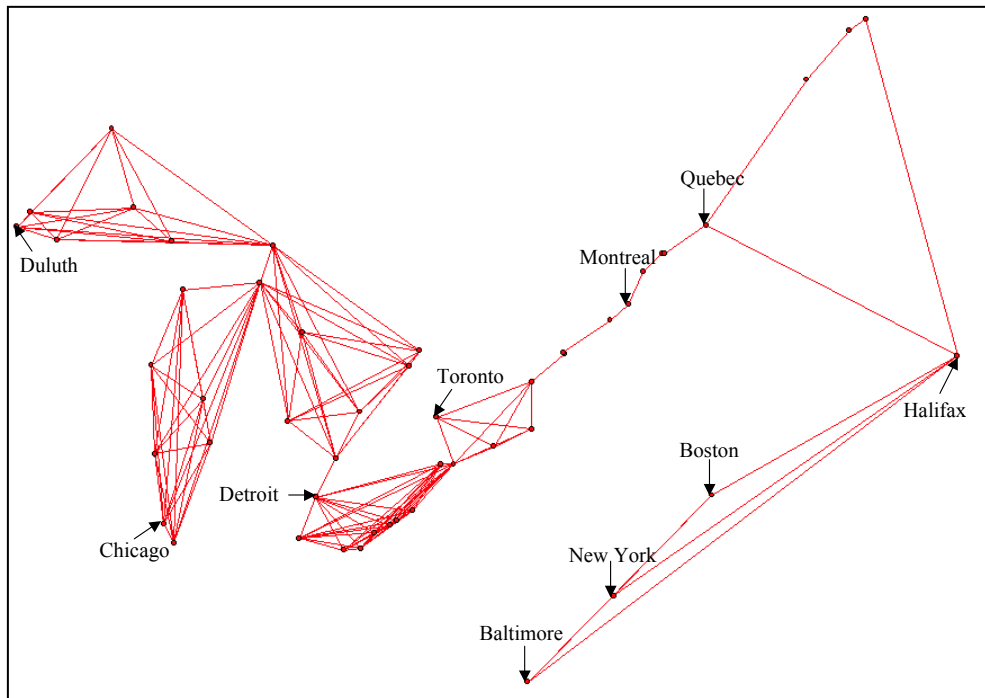 Quebec
Montreal
Duluth
Toronto
Halifax
Boston
Detroit
Chicago
New York
Baltimore